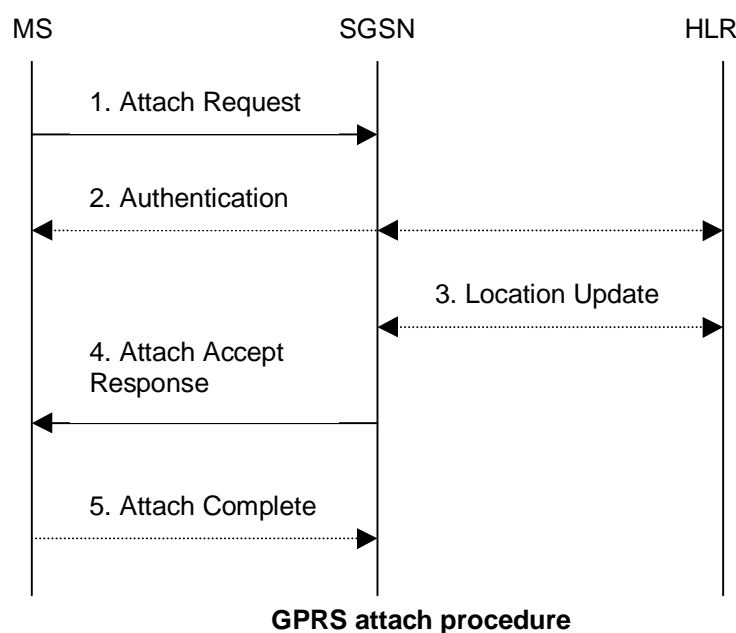 MS SGSN HLR
1. Attach Request
2. Authentication
3. Location Update
4. Attach Accept
Response
5. Attach Complete
GPRS attach procedure